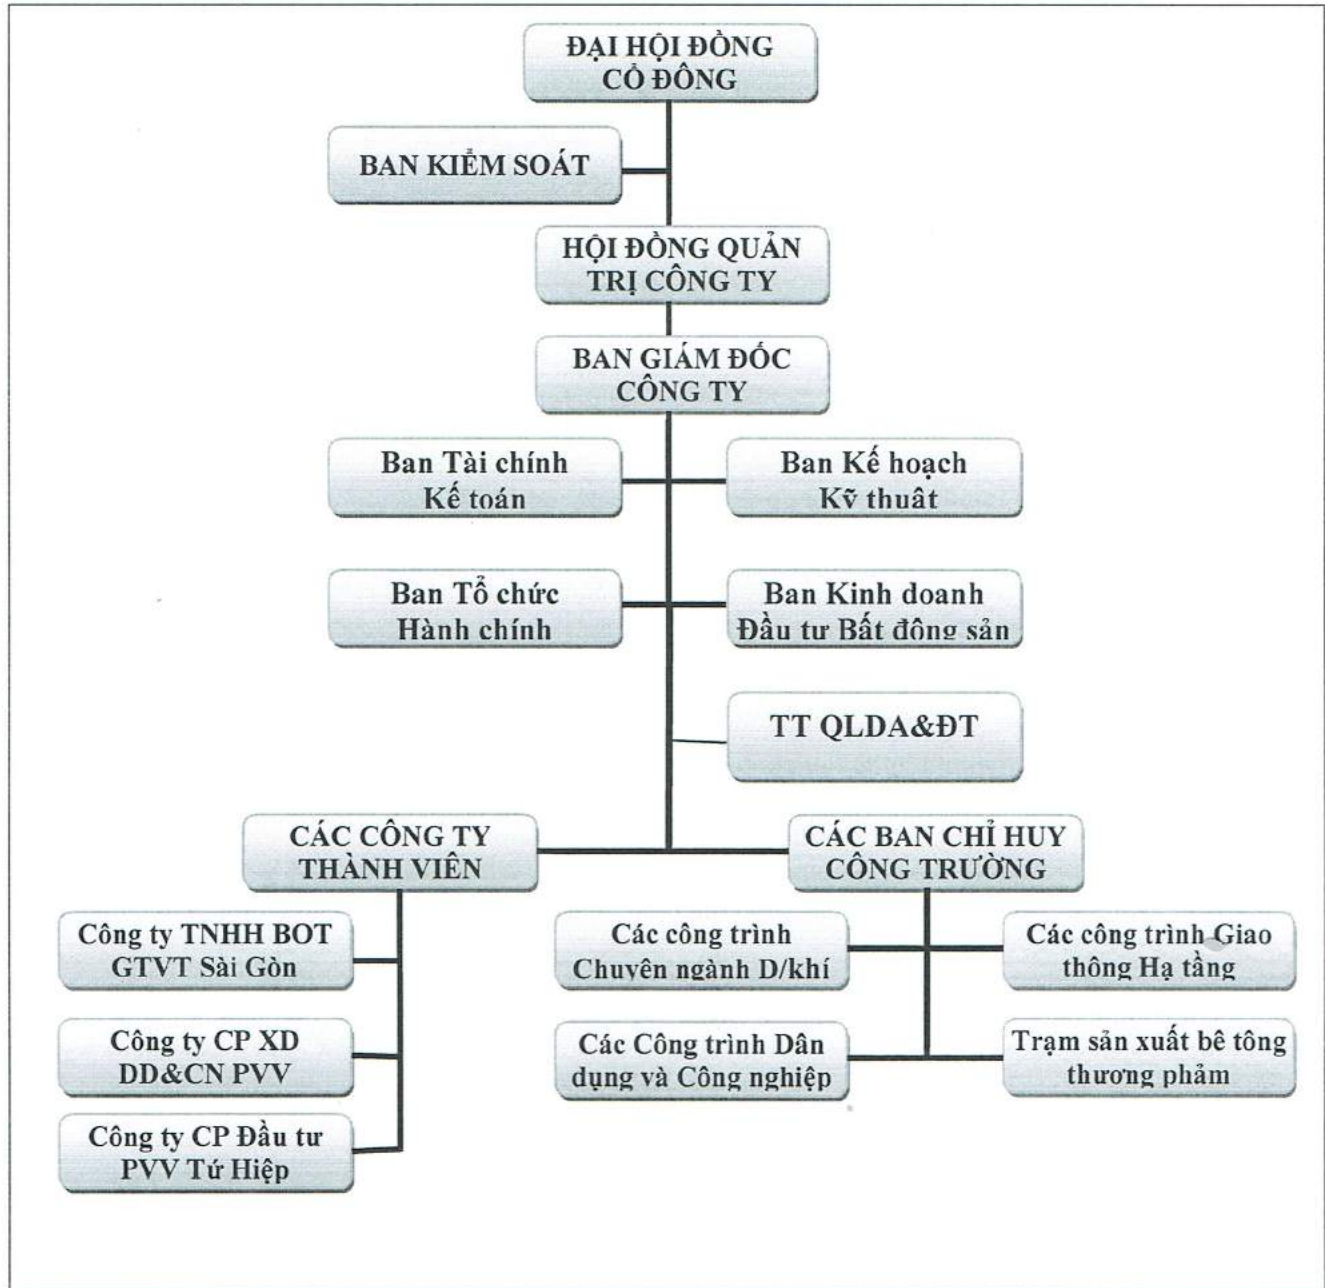 ĐẠI HỘI ĐỒNG
CỔ ĐÔNG
BAN KIỂM SOÁT
HỘI ĐỒNG QUẢN
TRỊ CÔNG TY
BAN GIÁM ĐỐC
CÔNG TY
Ban Tài chính
Kế toán
Ban Kế hoạch
Kỹ thuật
Ban Tổ chức
Hành chính
Ban Kinh doanh
Đầu tư Bất động sản
TT QLDA&ĐT
CÁC CÔNG TY
THÀNH VIÊN
CÁC BAN CHỈ HUY
CÔNG TRƯỜNG
Công ty TNHH BOT
GTVT Sài Gòn
Công ty CP XD
DD&CN PVV
Công ty CP Đầu tư
PVV Tứ Hiệp
Các công trình
Chuyên ngành D/khí
Các công trình Giao
thông Hạ tầng
Các Công trình Dân
dụng và Công nghiệp
Trạm sản xuất bê tông
thương phẩm